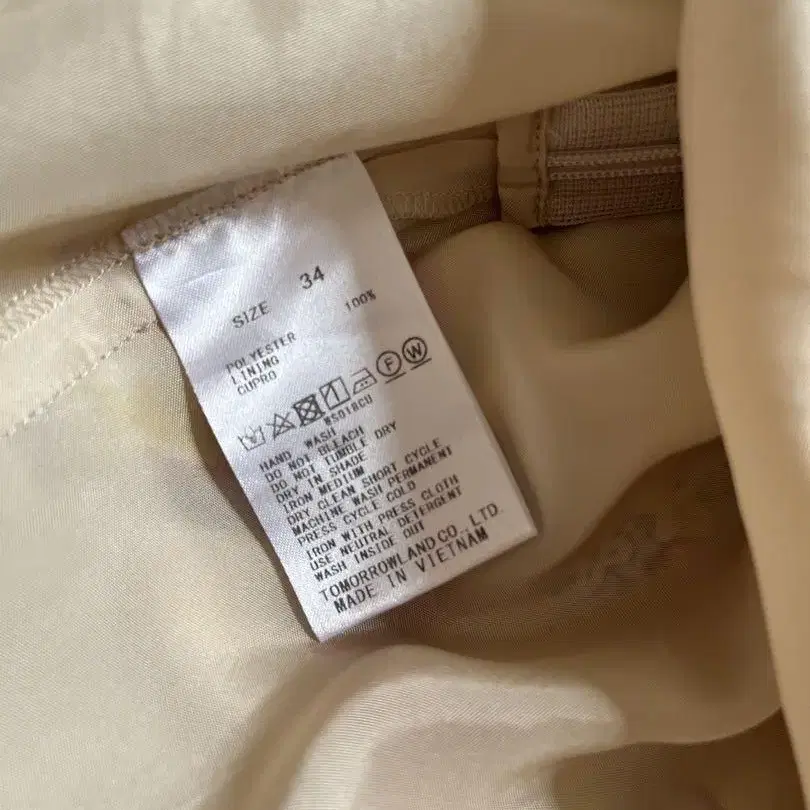 SIZE 34
POLYESTER 100%
LINING
CUPRO
F W
WS018CU
HAND WASH
DO NOT BLEACH
DO NOT TUMBLE DRY
DRY IN SHADE
IRON MEDIUM
DRY CLEAN SHORT CYCLE
MACHINE WASH PERMANENT
PRESS CYCLE COLD
IRON WITH PRESS CLOTH
USE NEUTRAL DETERGENT
WASH INSIDE OUT
TOMORROWLAND CO., LTD.
MADE IN VIETNAM